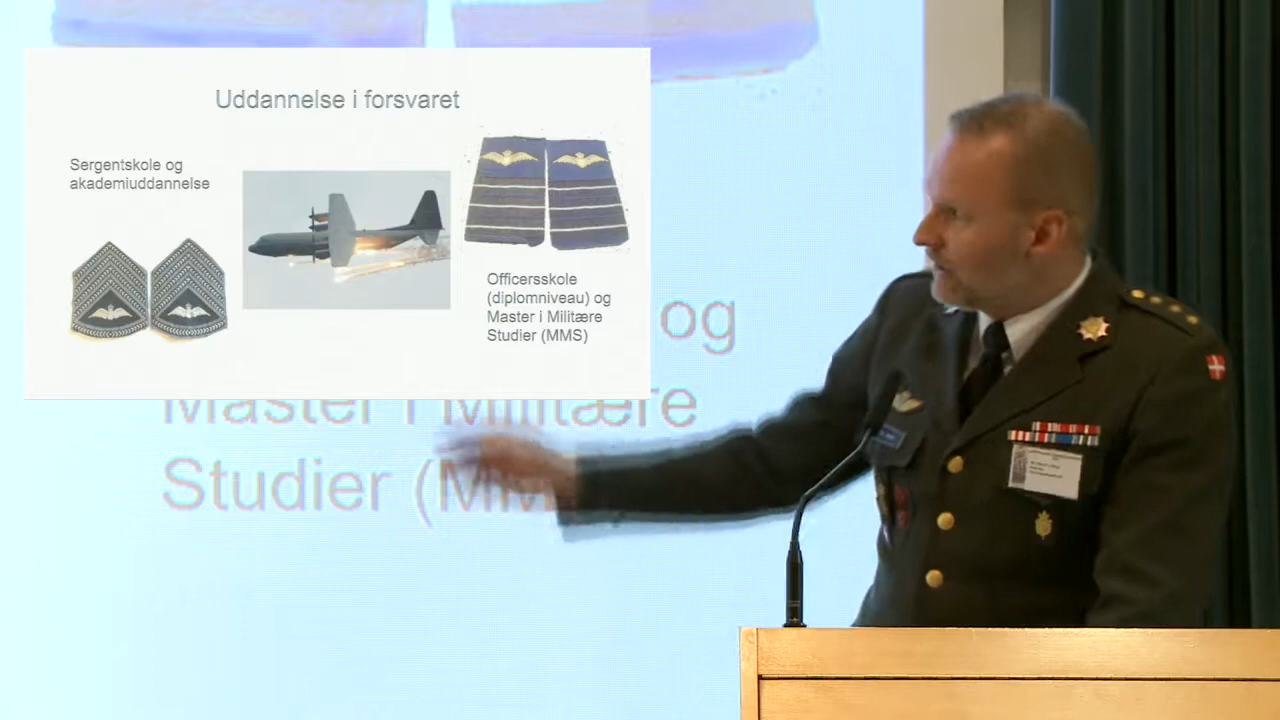 Uddannelse i forsvaret
Sergentskole og
akademiuddannelse
Officersskole
(diplomniveau) og
Master i Militære
Studier (MMS)
og
Master i Militære
Studier